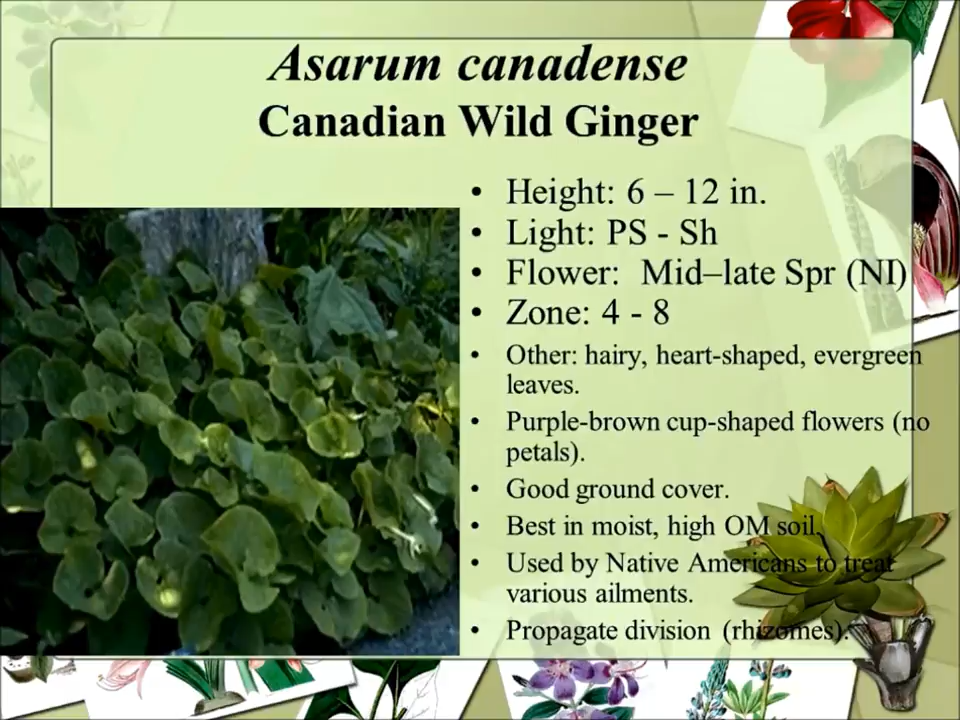 Asarum canadense
Canadian Wild Ginger
• Height: 6 – 12 in.
• Light: PS - Sh
• Flower: Mid–late Spr (NI)
• Zone: 4 - 8
• Other: hairy, heart-shaped, evergreen
leaves.
• Purple-brown cup-shaped flowers (no
petals).
• Good ground cover.
• Best in moist, high OM soil.
• Used by Native Americans to treat
various ailments.
• Propagate division (rhizomes).